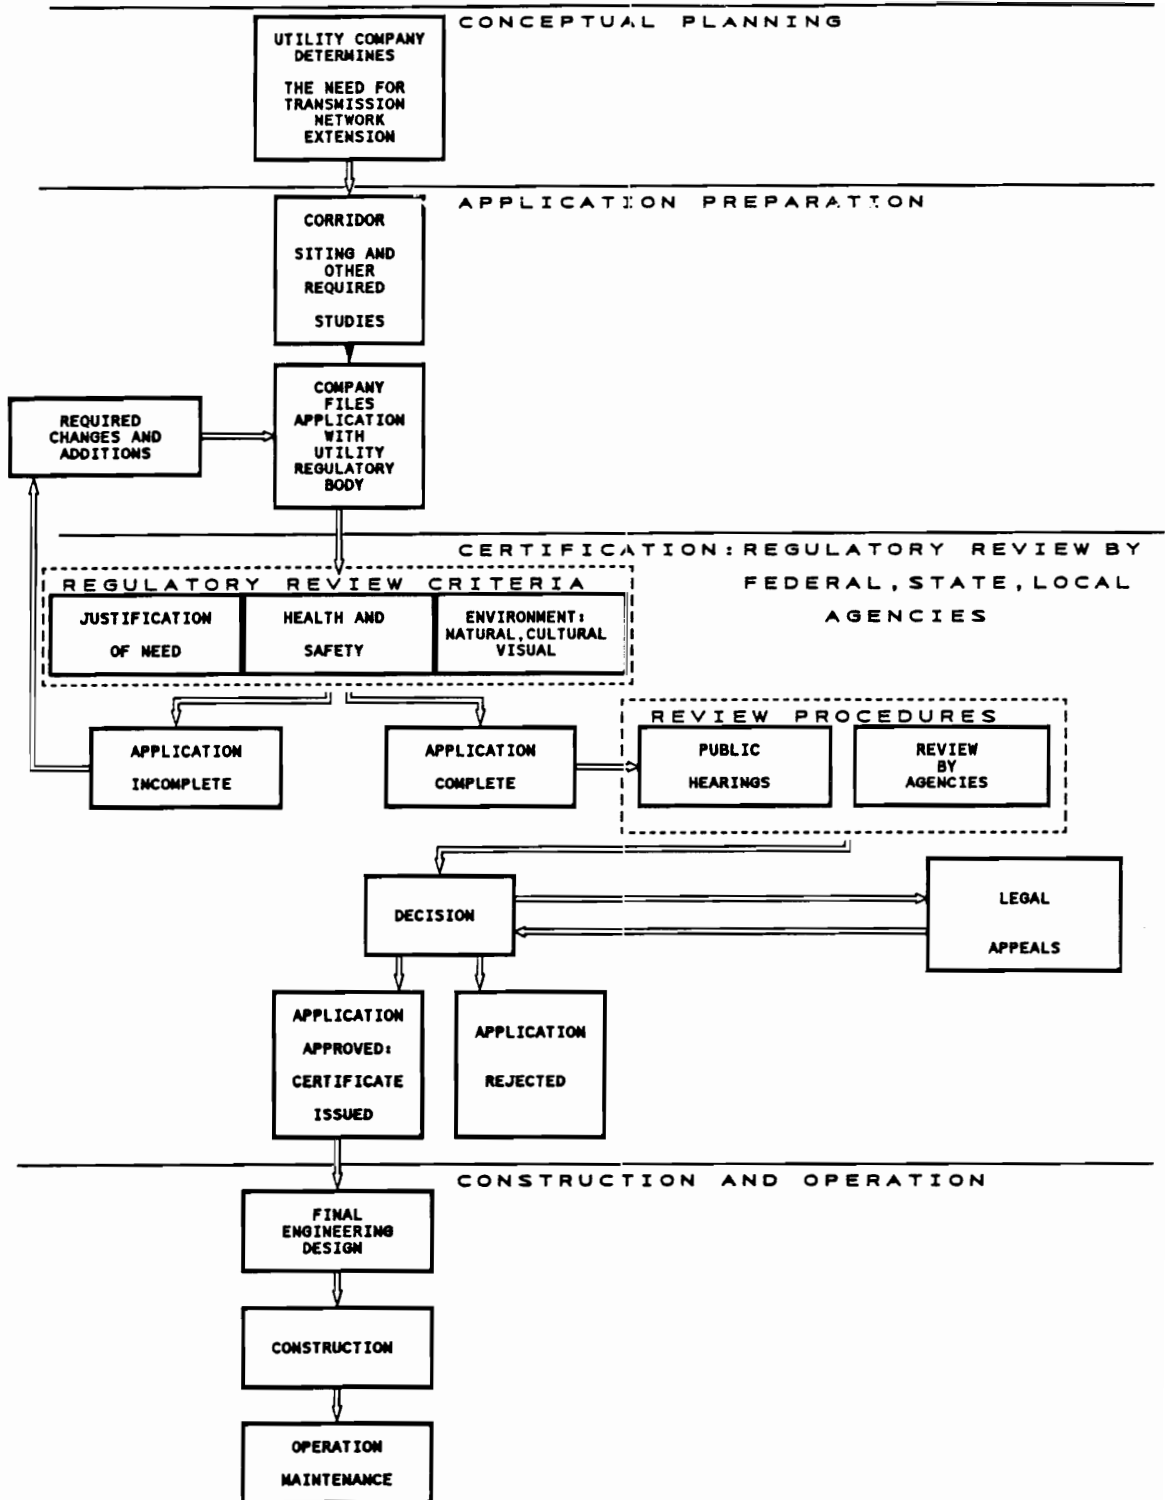 CONCEPTUAL PLANNING
UTILITY COMPANY
DETERMINES
THE NEED FOR
TRANSMISSION
NETWORK
EXTENSION
APPLICATION PREPARATION
CORRIDOR
SITING AND
OTHER
REQUIRED
STUDIES
COMPANY
FILES
APPLICATION
WITH
UTILITY
REGULATORY
BODY
REQUIRED
CHANGES AND
ADDITIONS
CERTIFICATION: REGULATORY REVIEW BY
FEDERAL, STATE, LOCAL
AGENCIES
REGULATORY REVIEW CRITERIA
JUSTIFICATION
OF NEED
HEALTH AND
SAFETY
ENVIRONMENT:
NATURAL, CULTURAL
VISUAL
APPLICATION
INCOMPLETE
APPLICATION
COMPLETE
REVIEW PROCEDURES
PUBLIC
HEARINGS
REVIEW
BY
AGENCIES
DECISION
LEGAL
APPEALS
APPLICATION
APPROVED:
CERTIFICATE
ISSUED
APPLICATION
REJECTED
CONSTRUCTION AND OPERATION
FINAL
ENGINEERING
DESIGN
CONSTRUCTION
OPERATION
MAINTENANCE